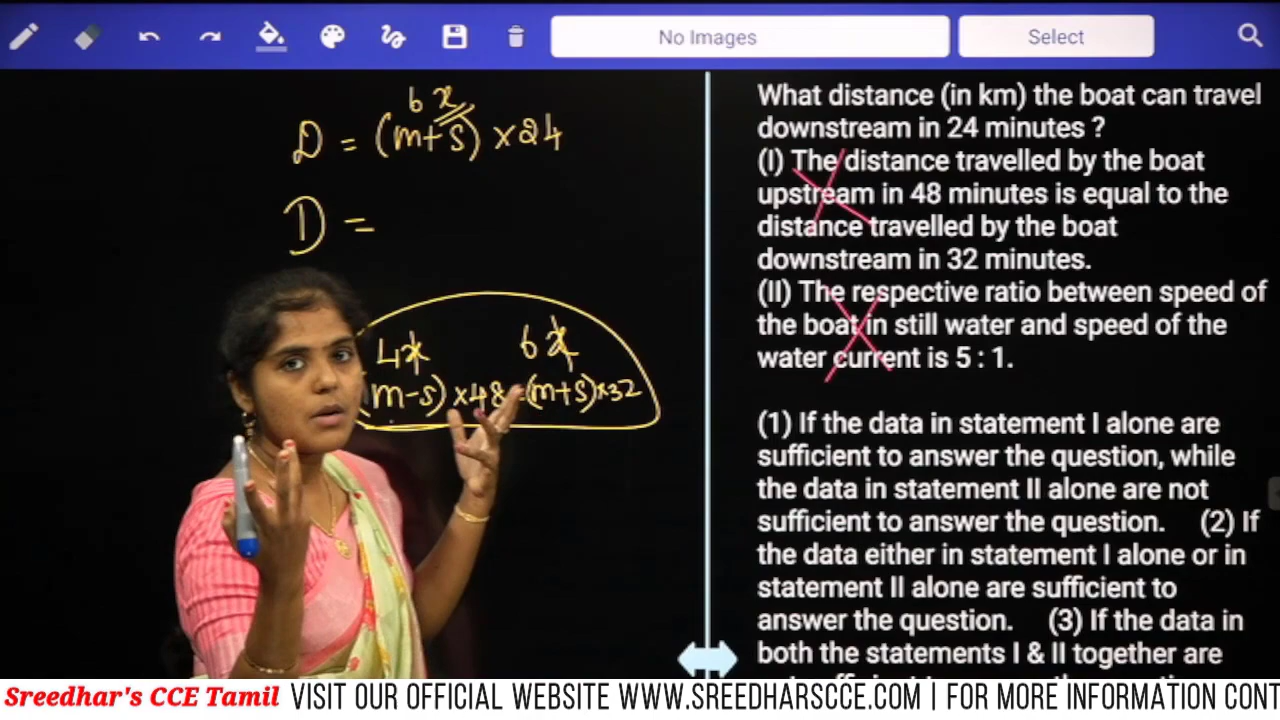 No Images
Select
6x
D = (m+s) ×24
D =
4x 6x
(m-s) ×48 = (m+s)×32
What distance (in km) the boat can travel
downstream in 24 minutes ?
(I) The distance travelled by the boat
upstream in 48 minutes is equal to the
distance travelled by the boat
downstream in 32 minutes.
(II) The respective ratio between speed of
the boat in still water and speed of the
water current is 5 : 1.
(1) If the data in statement I alone are
sufficient to answer the question, while
the data in statement II alone are not
sufficient to answer the question. (2) If
the data either in statement I alone or in
statement II alone are sufficient to
answer the question. (3) If the data in
both the statements I & II together are
Sreedhar's CCE Tamil VISIT OUR OFFICIAL WEBSITE WWW.SREEDHARSCCE.COM | FOR MORE INFORMATION CONT